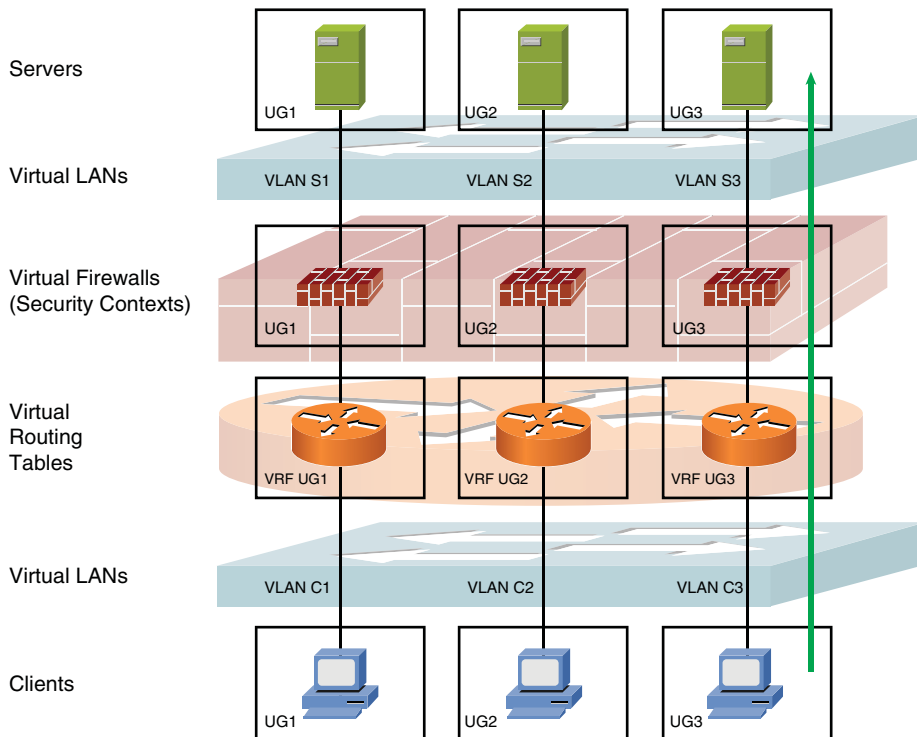 Servers
UG1
UG2
UG3
Virtual LANs
VLAN S1
VLAN S2
VLAN S3
Virtual Firewalls
(Security Contexts)
UG1
UG2
UG3
Virtual
Routing
Tables
VRF UG1
VRF UG2
VRF UG3
Virtual LANs
VLAN C1
VLAN C2
VLAN C3
Clients
UG1
UG2
UG3